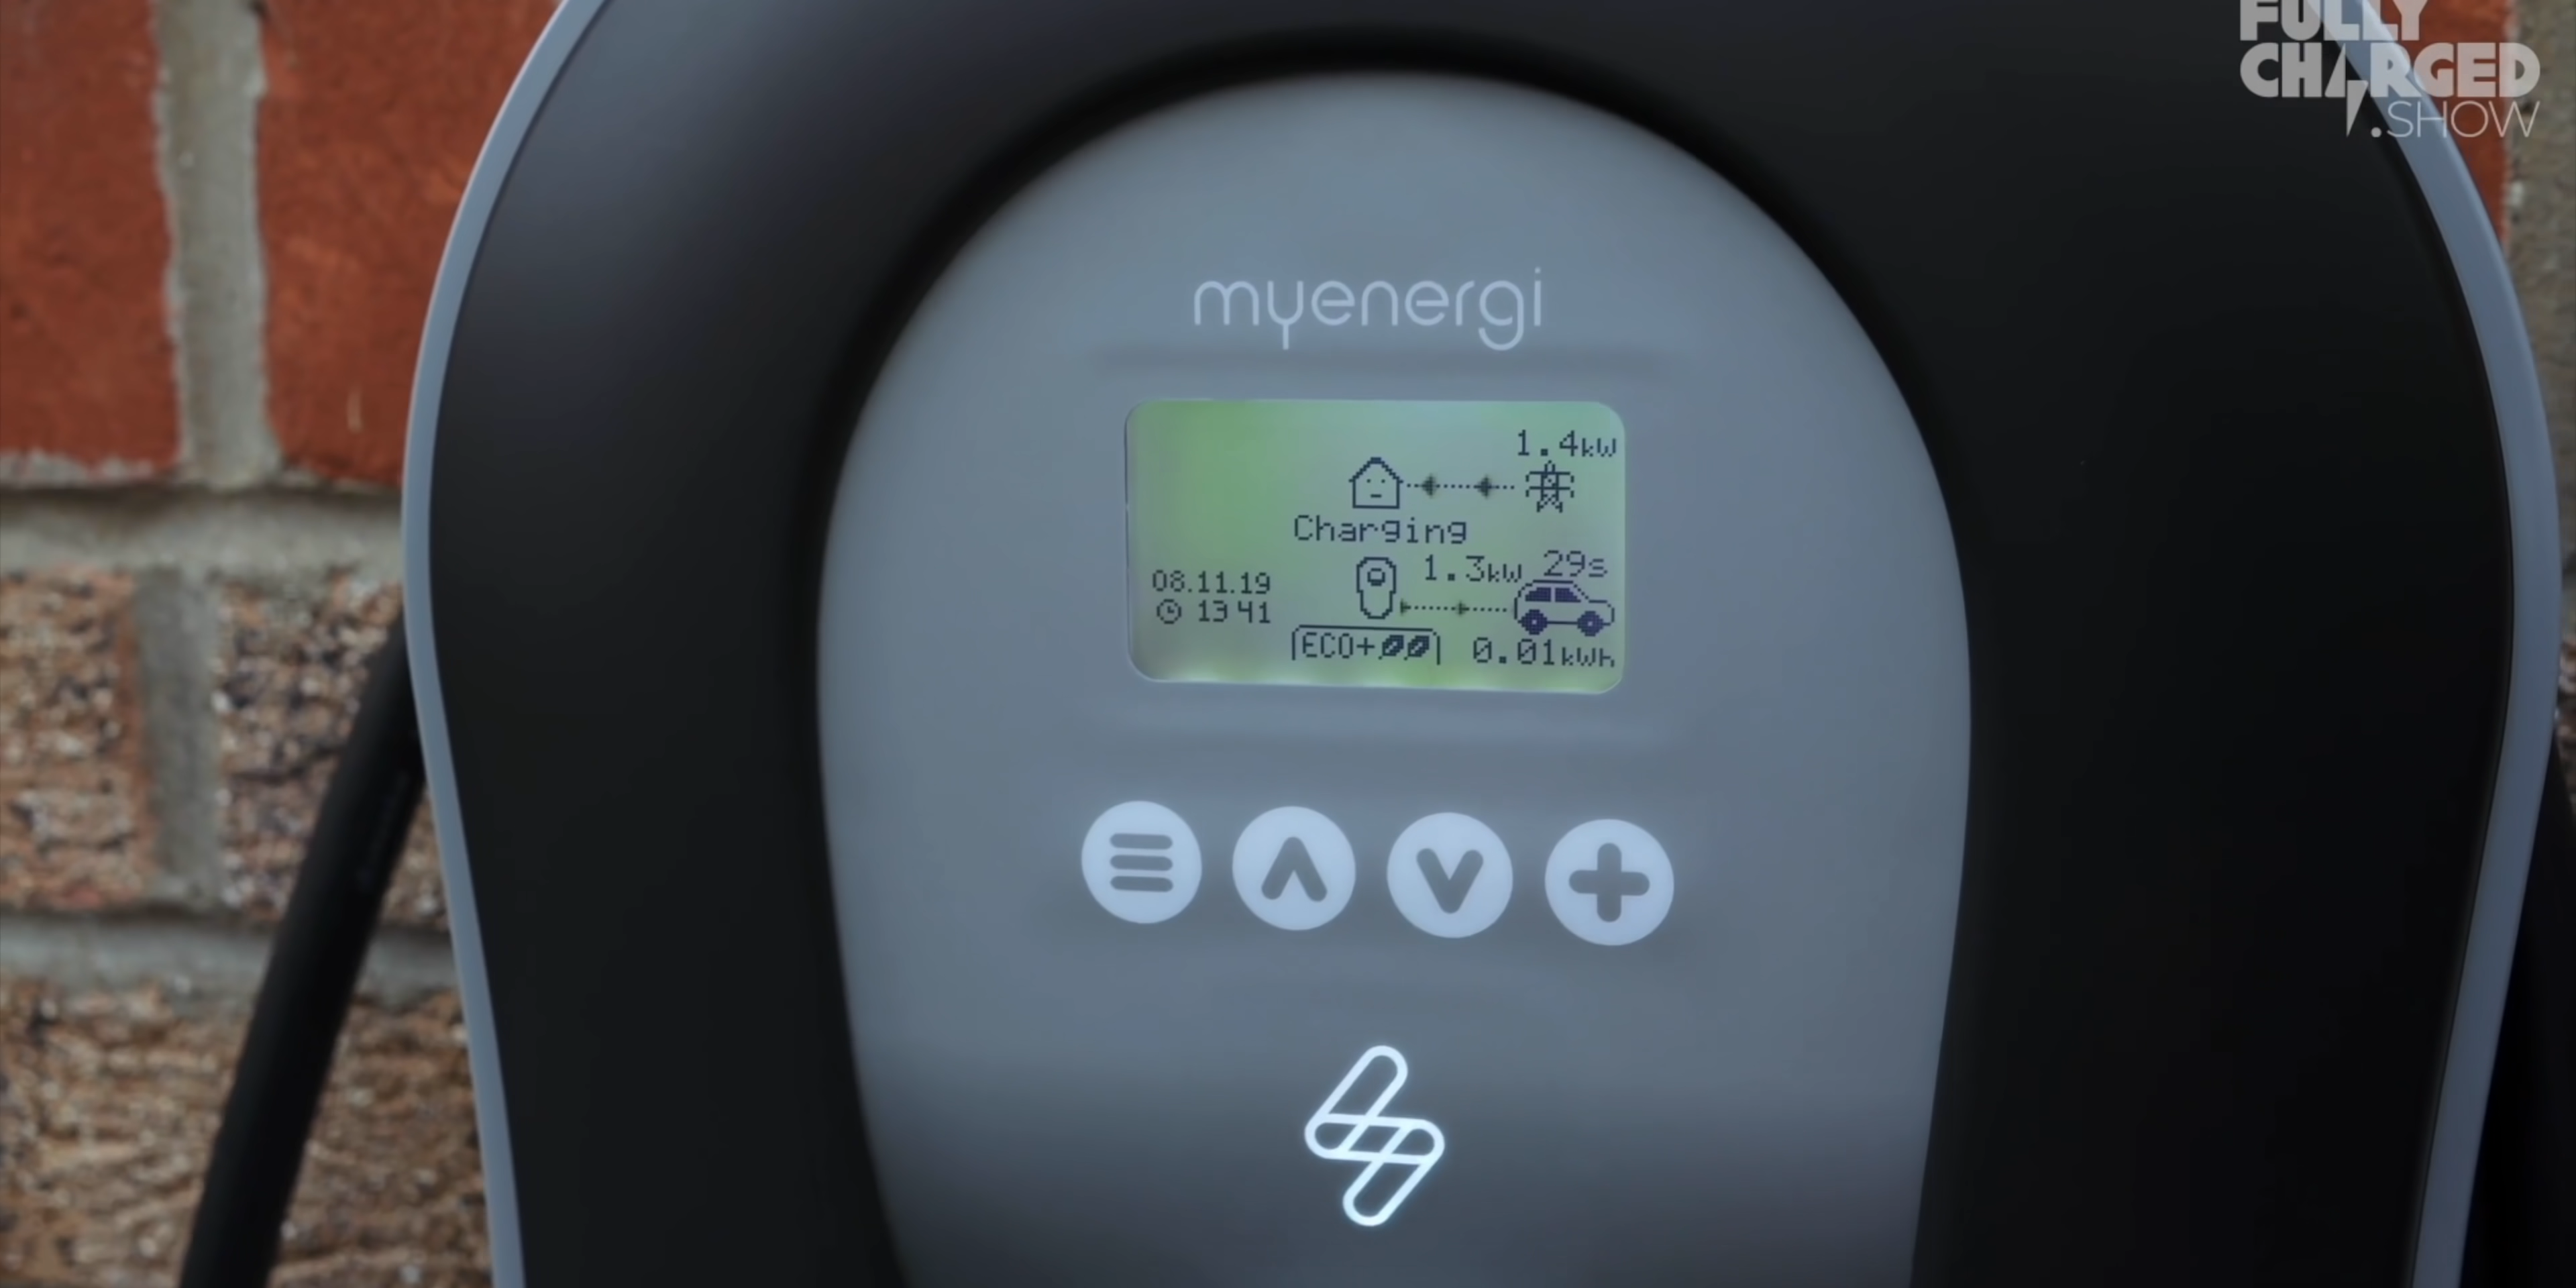 FULLY
CHARGED
.SHOW
myenergi
1.4kW
Charging
1.3kW 29s
08.11.19
13 41
ECO+
0.01kWh